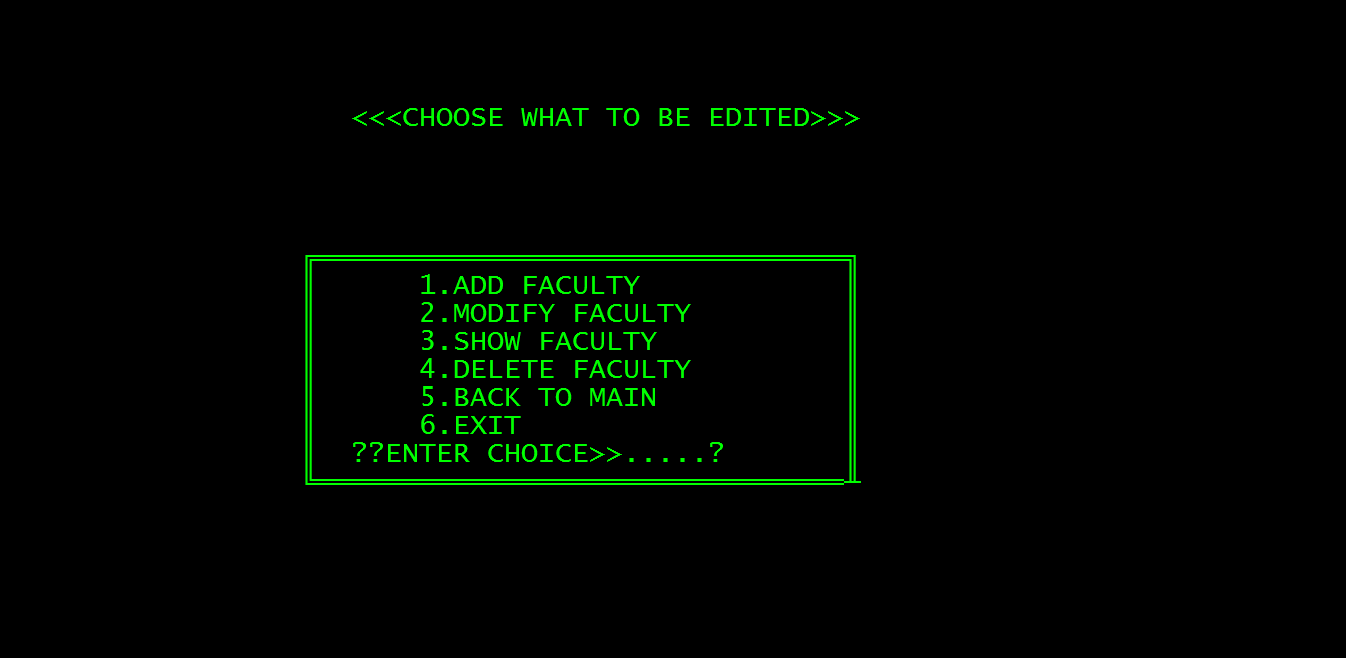 <<<CHOOSE WHAT TO BE EDITED>>>
1.ADD FACULTY
2.MODIFY FACULTY
3.SHOW FACULTY
4.DELETE FACULTY
5.BACK TO MAIN
6.EXIT
??ENTER CHOICE>>.....?